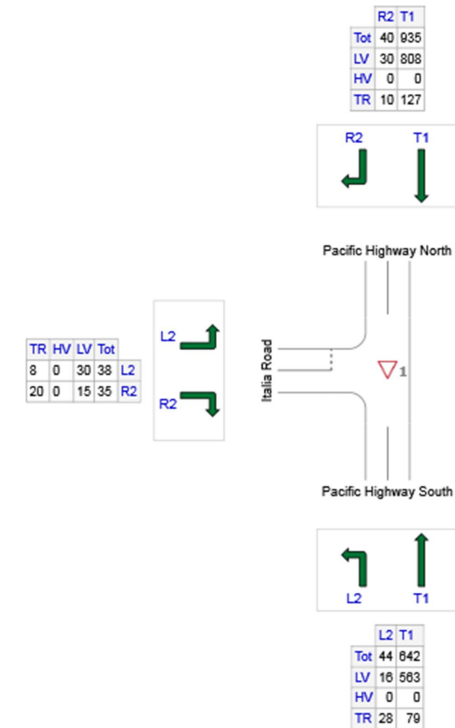 R2 T1
Tot 40 935
LV 30 808
HV 0 0
TR 10 127
R2 T1
Pacific Highway North
TR HV LV Tot
8 0 30 38 L2
20 0 15 35 R2
L2
R2
Italia Road
1
Pacific Highway South
L2 T1
L2 T1
Tot 44 642
LV 16 563
HV 0 0
TR 28 79